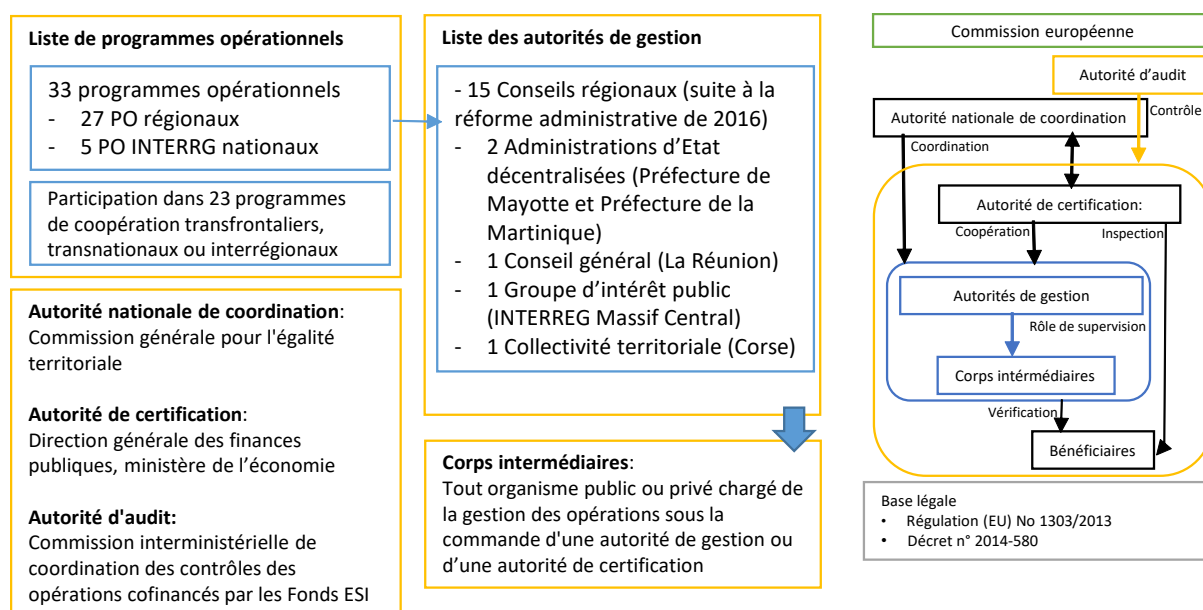 Liste de programmes opérationnels
33 programmes opérationnels
- 27 PO régionaux
- 5 PO INTERRG nationaux
Participation dans 23 programmes
de coopération transfrontaliers,
transnationaux ou interrégionaux
Autorité nationale de coordination:
Commission générale pour l'égalité
territoriale
Autorité de certification:
Direction générale des finances
publiques, ministère de l'économie
Autorité d'audit:
Commission interministérielle de
coordination des contrôles des
opérations cofinancés par les Fonds ESI
Liste des autorités de gestion
- 15 Conseils régionaux (suite à la
réforme administrative de 2016)
- 2 Administrations d'Etat
décentralisées (Préfecture de
Mayotte et Préfecture de la
Martinique)
- 1 Conseil général (La Réunion)
- 1 Groupe d'intérêt public
(INTERREG Massif Central)
- 1 Collectivité territoriale (Corse)
Corps intermédiaires:
Tout organisme public ou privé chargé de
la gestion des opérations sous la
commande d'une autorité de gestion ou
d'une autorité de certification
Commission européenne
Autorité d'audit
Contrôle
Autorité nationale de coordination
Coordination
Autorité de certification:
Coopération
Inspection
Autorités de gestion
Rôle de supervision
Corps intérmédiaires
Vérification
Bénéficiaires
Base légale
• Régulation (EU) No 1303/2013
• Décret n° 2014-580